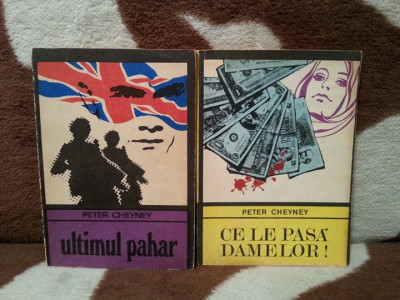 PETER CHEYNEY
ultimul pahar
PETER CHEYNEY
CE LE PASĂ
DAMELOR!